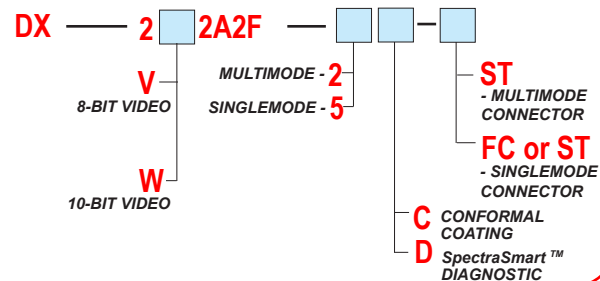 DX — 2 2A2F — –
V
8-BIT VIDEO
W
10-BIT VIDEO
MULTIMODE - 2
SINGLEMODE - 5
C CONFORMAL
COATING
D SpectraSmart ™
DIAGNOSTIC
ST
- MULTIMODE
CONNECTOR
FC or ST
- SINGLEMODE
CONNECTOR